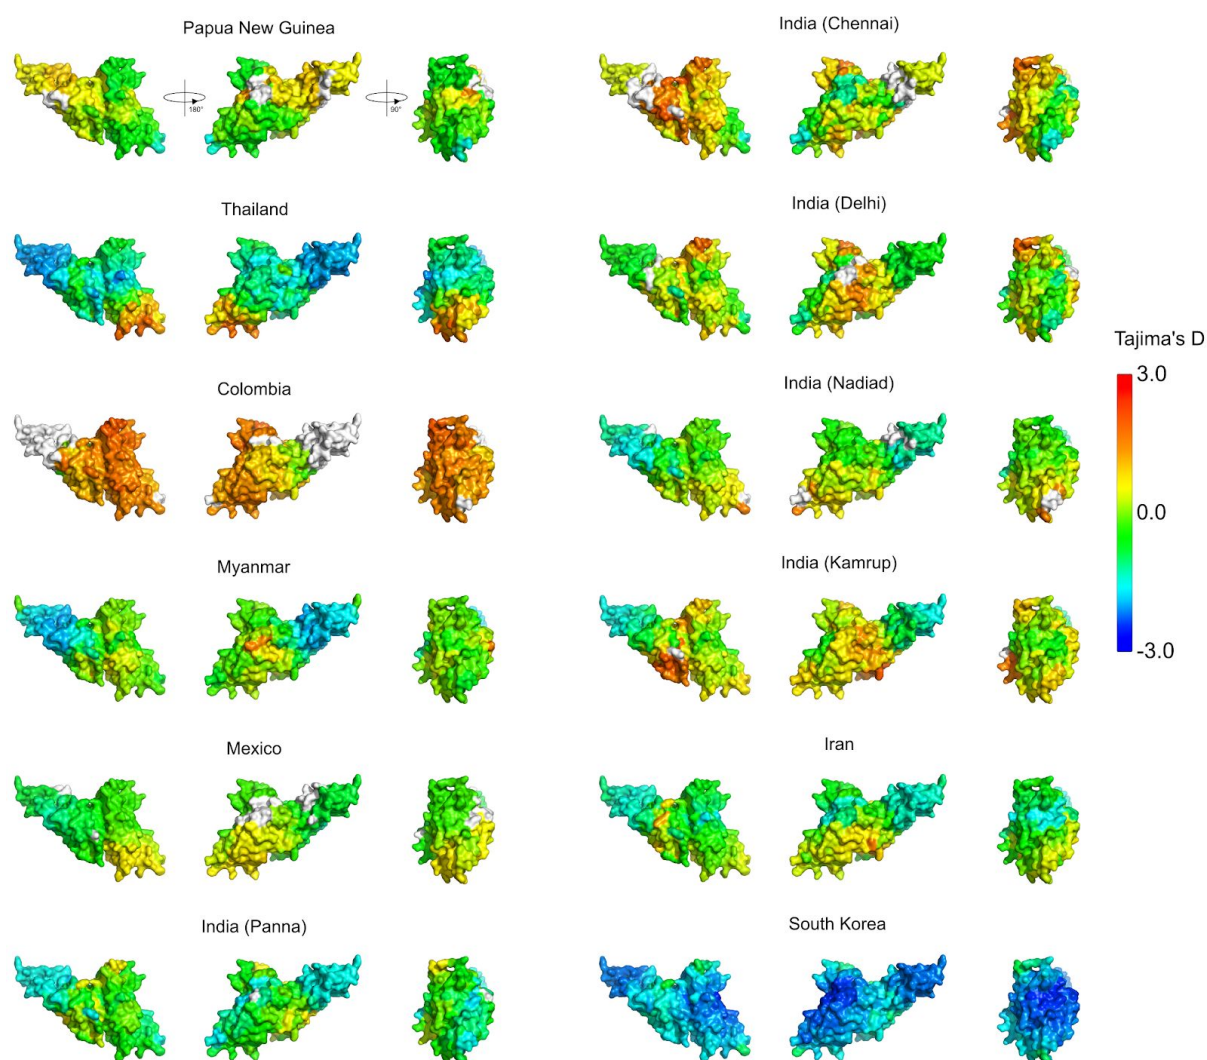 Papua New Guinea
India (Chennai)
180°
90°
Thailand
India (Delhi)
Tajima's D
3.0
Colombia
India (Nadiad)
0.0
Myanmar
India (Kamrup)
-3.0
Mexico
Iran
India (Panna)
South Korea